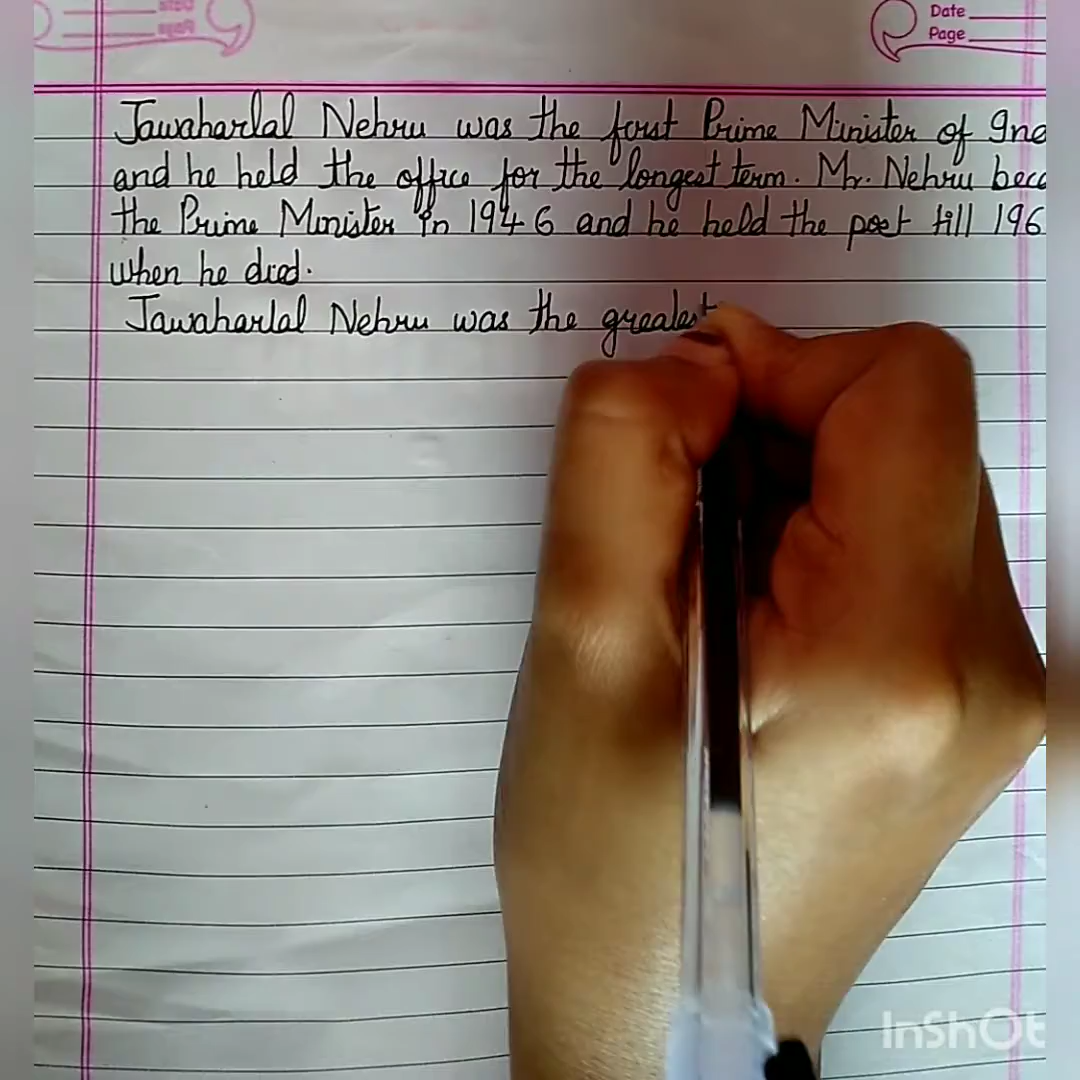 Date
Page
Jawaharlal Nehru was the first Prime Minister of
and he held the office for the longest term. Mr. Nehru
the Prime Minister in 1946 and he held the post till 196
when he died.
Jawaharlal Nehru was the greatest
InShOt